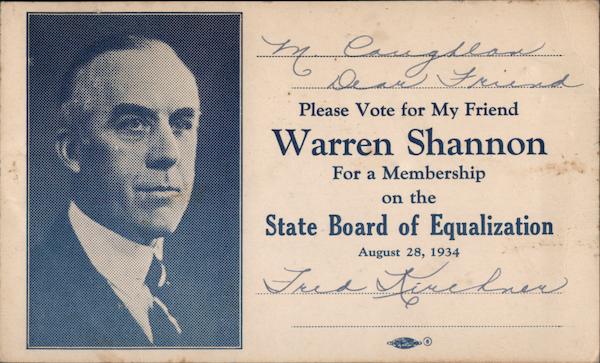 M. Coughlan
Dear Friend
Please Vote for My Friend
Warren Shannon
For a Membership
on the
State Board of Equalization
August 28, 1934
Fred Kirchner